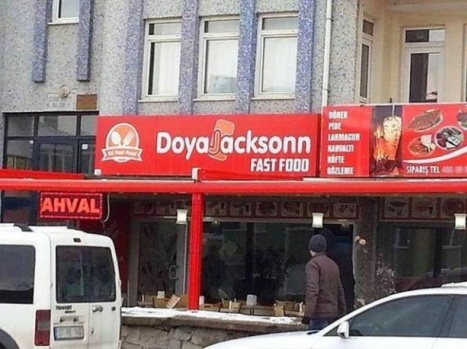 DoyaJacksonn
FAST FOOD
DÖNER
PİDE
LAHMACUN
KAHVALTI
KÖFTE
GÖZLEME
SİPARİŞ TEL
AHVAL